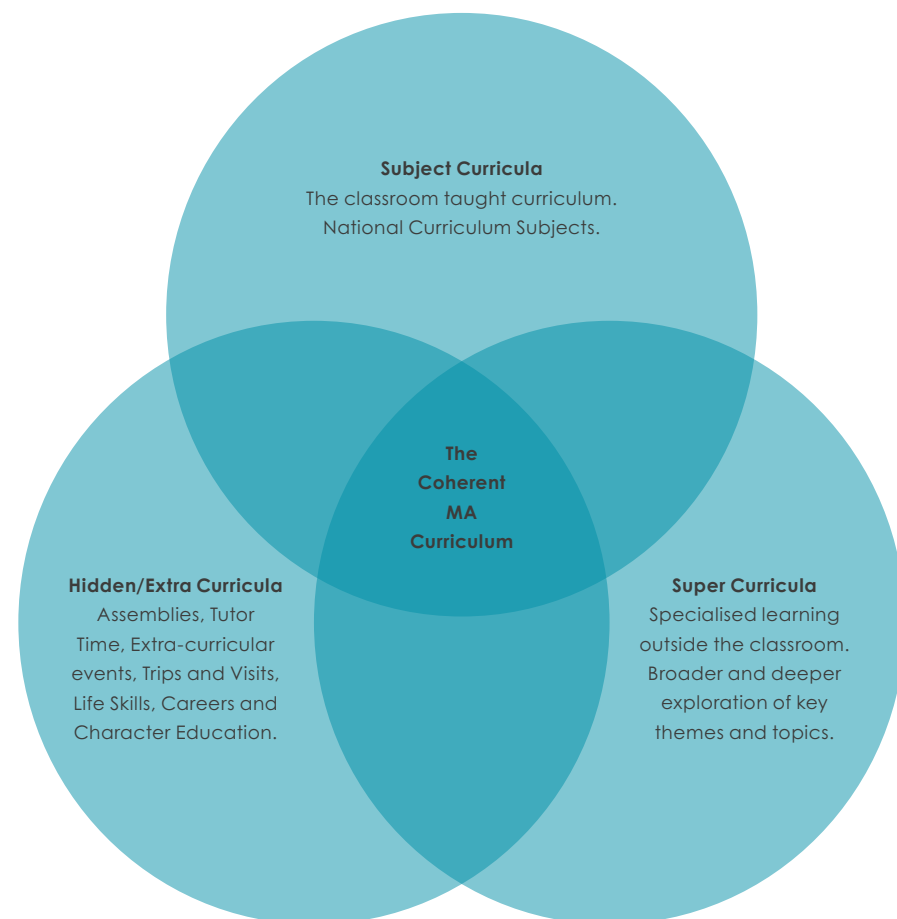 Subject Curricula
The classroom taught curriculum.
National Curriculum Subjects.
The
Coherent
MA
Curriculum
Hidden/Extra Curricula
Assemblies, Tutor
Time, Extra-curricular
events, Trips and Visits,
Life Skills, Careers and
Character Education.
Super Curricula
Specialised learning
outside the classroom.
Broader and deeper
exploration of key
themes and topics.